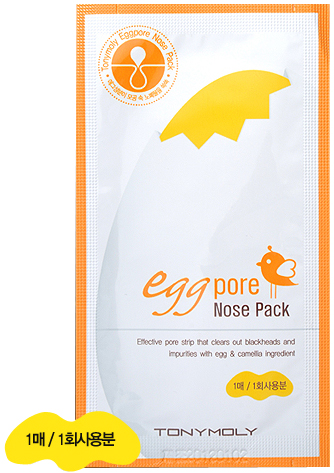 Tonymoly Eggpore Nose Pack
egg pore
Nose Pack
Effective pore strip that clears out blackheads and
impurities with egg & camellia ingredient
1매 / 1회사용분
TONYMOLY
1매 / 1회사용분